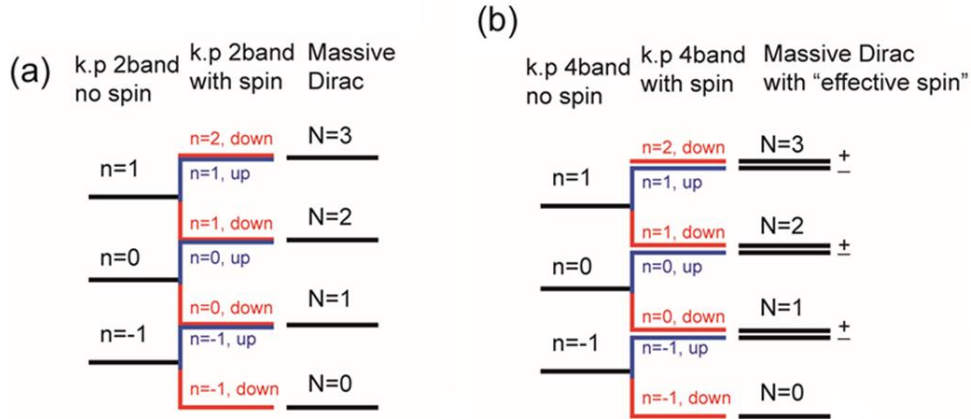 (a)
k.p 2band
no spin
k.p 2band
with spin
Massive
Dirac
n=1
n=0
n=-1
n=2, down
n=1, up
n=1, down
n=0, up
n=0, down
n=-1, up
n=-1, down
N=3
N=2
N=1
N=0
(b)
k.p 4band
no spin
k.p 4band
with spin
Massive Dirac
with “effective spin”
n=1
n=0
n=-1
n=2, down
n=1, up
n=1, down
n=0, up
n=0, down
n=-1, up
n=-1, down
N=3
+
–
N=2
+
–
N=1
+
–
N=0